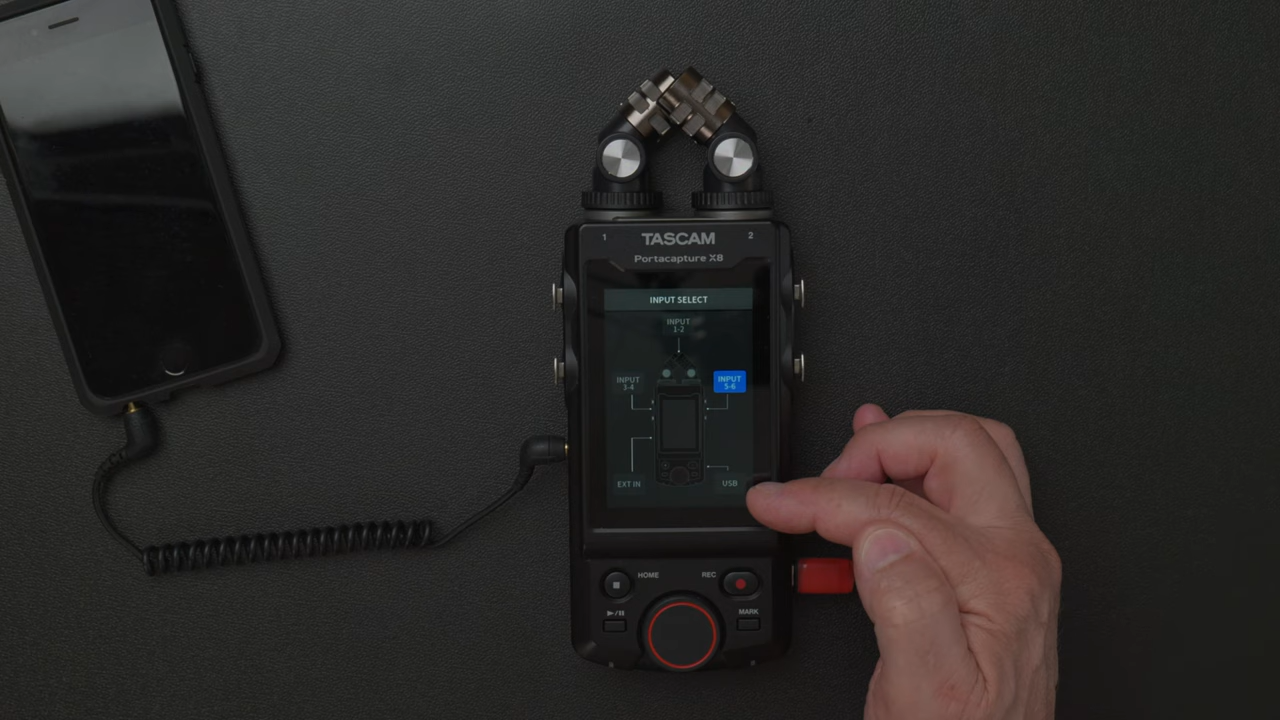 1 TASCAM 2
Portacapture X8
INPUT SELECT
INPUT
1-2
INPUT
3-4
INPUT
5-6
EXT IN
USB
HOME
REC
MARK